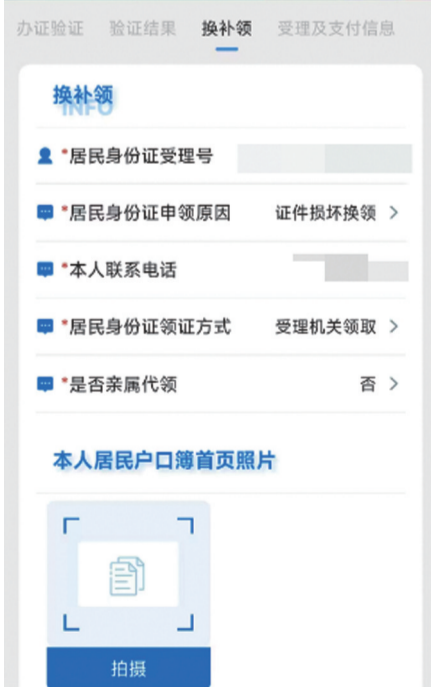 办证验证 验证结果 换补领 受理及支付信息
换补领
INFO
*居民身份证受理号
*居民身份证申领原因 证件损坏换领 >
*本人联系电话
*居民身份证领证方式 受理机关领取 >
*是否亲属代领 否 >
本人居民户口簿首页照片
拍摄